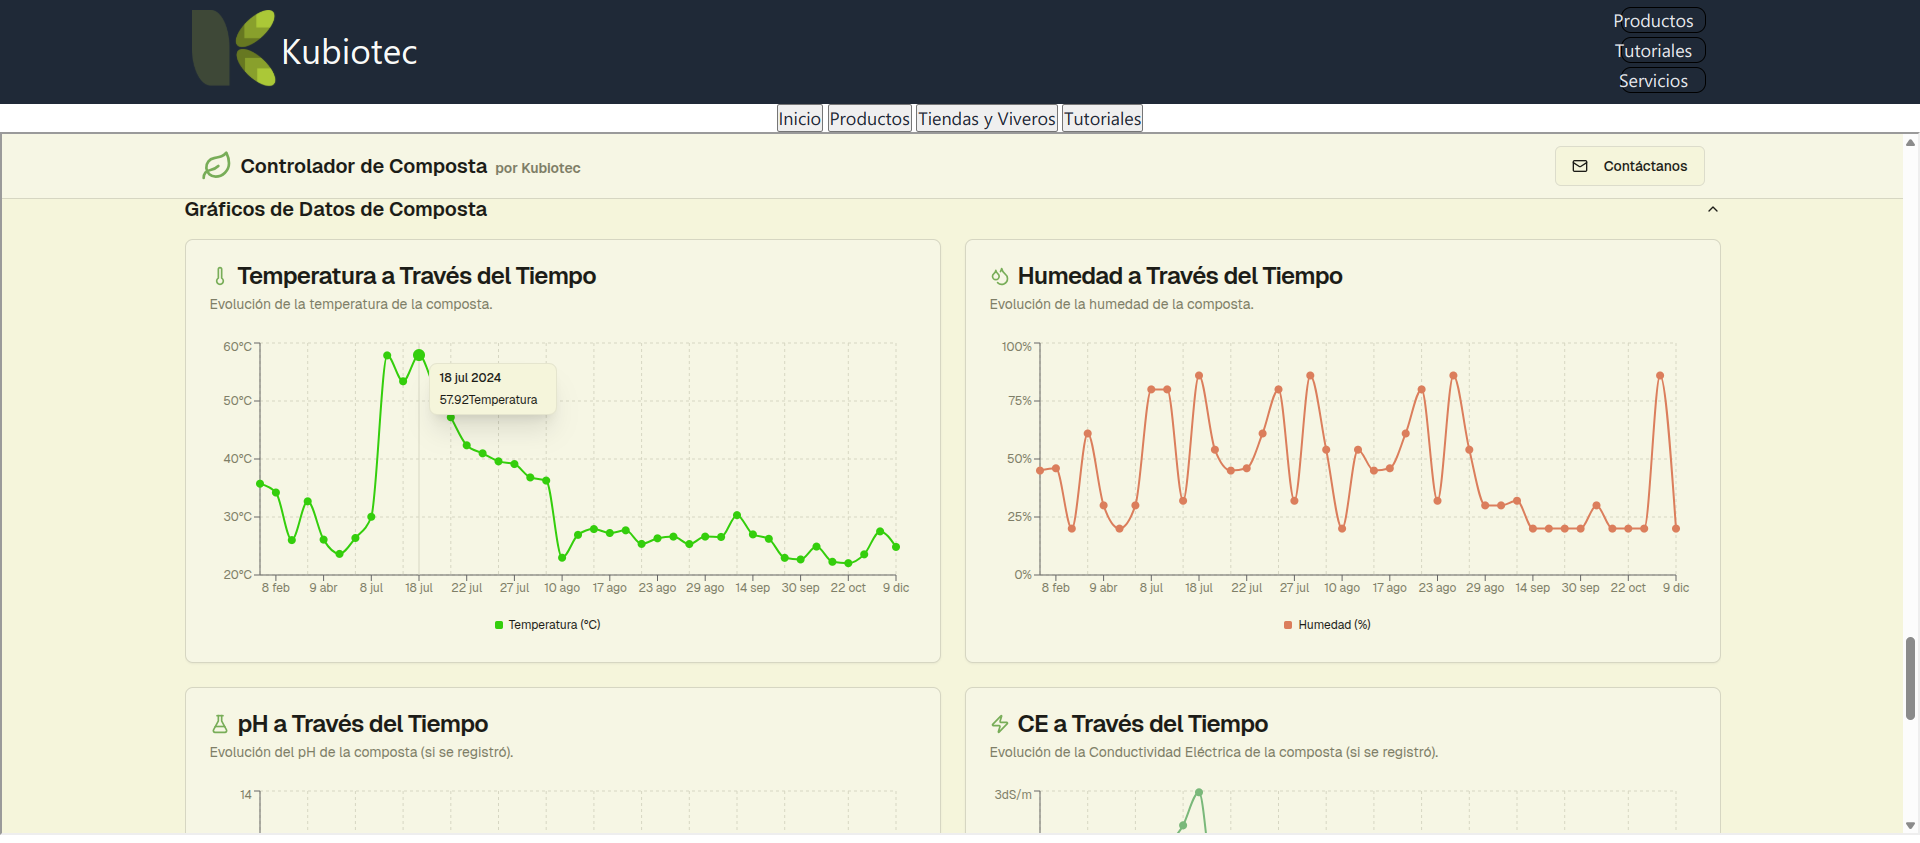 Kubiotec
Productos
Tutoriales
Servicios
Inicio Productos Tiendas y Viveros Tutoriales
Controlador de Composta por Kubiotec
Contáctanos
Gráficos de Datos de Composta
Temperatura a Través del Tiempo
Evolución de la temperatura de la composta.
60°C
50°C
40°C
30°C
20°C
18 jul 2024
57.92Temperatura
8 feb 9 abr 8 jul 18 jul 22 jul 27 jul 10 ago 17 ago 23 ago 29 ago 14 sep 30 sep 22 oct 9 dic
Temperatura (°C)
Humedad a Través del Tiempo
Evolución de la humedad de la composta.
100%
75%
50%
25%
0%
8 feb 9 abr 8 jul 18 jul 22 jul 27 jul 10 ago 17 ago 23 ago 29 ago 14 sep 30 sep 22 oct 9 dic
Humedad (%)
pH a Través del Tiempo
Evolución del pH de la composta (si se registró).
14
CE a Través del Tiempo
Evolución de la Conductividad Eléctrica de la composta (si se registró).
3dS/m